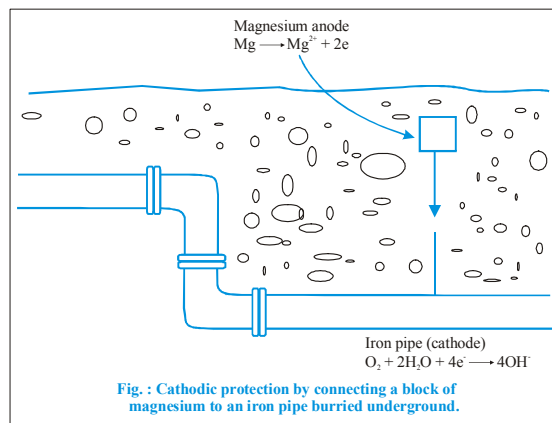 Magnesium anode
Mg ⟶ Mg²⁺ + 2e
Iron pipe (cathode)
O₂ + 2H₂O + 4e⁻ ⟶ 4OH⁻
Fig. : Cathodic protection by connecting a block of
magnesium to an iron pipe burried underground.